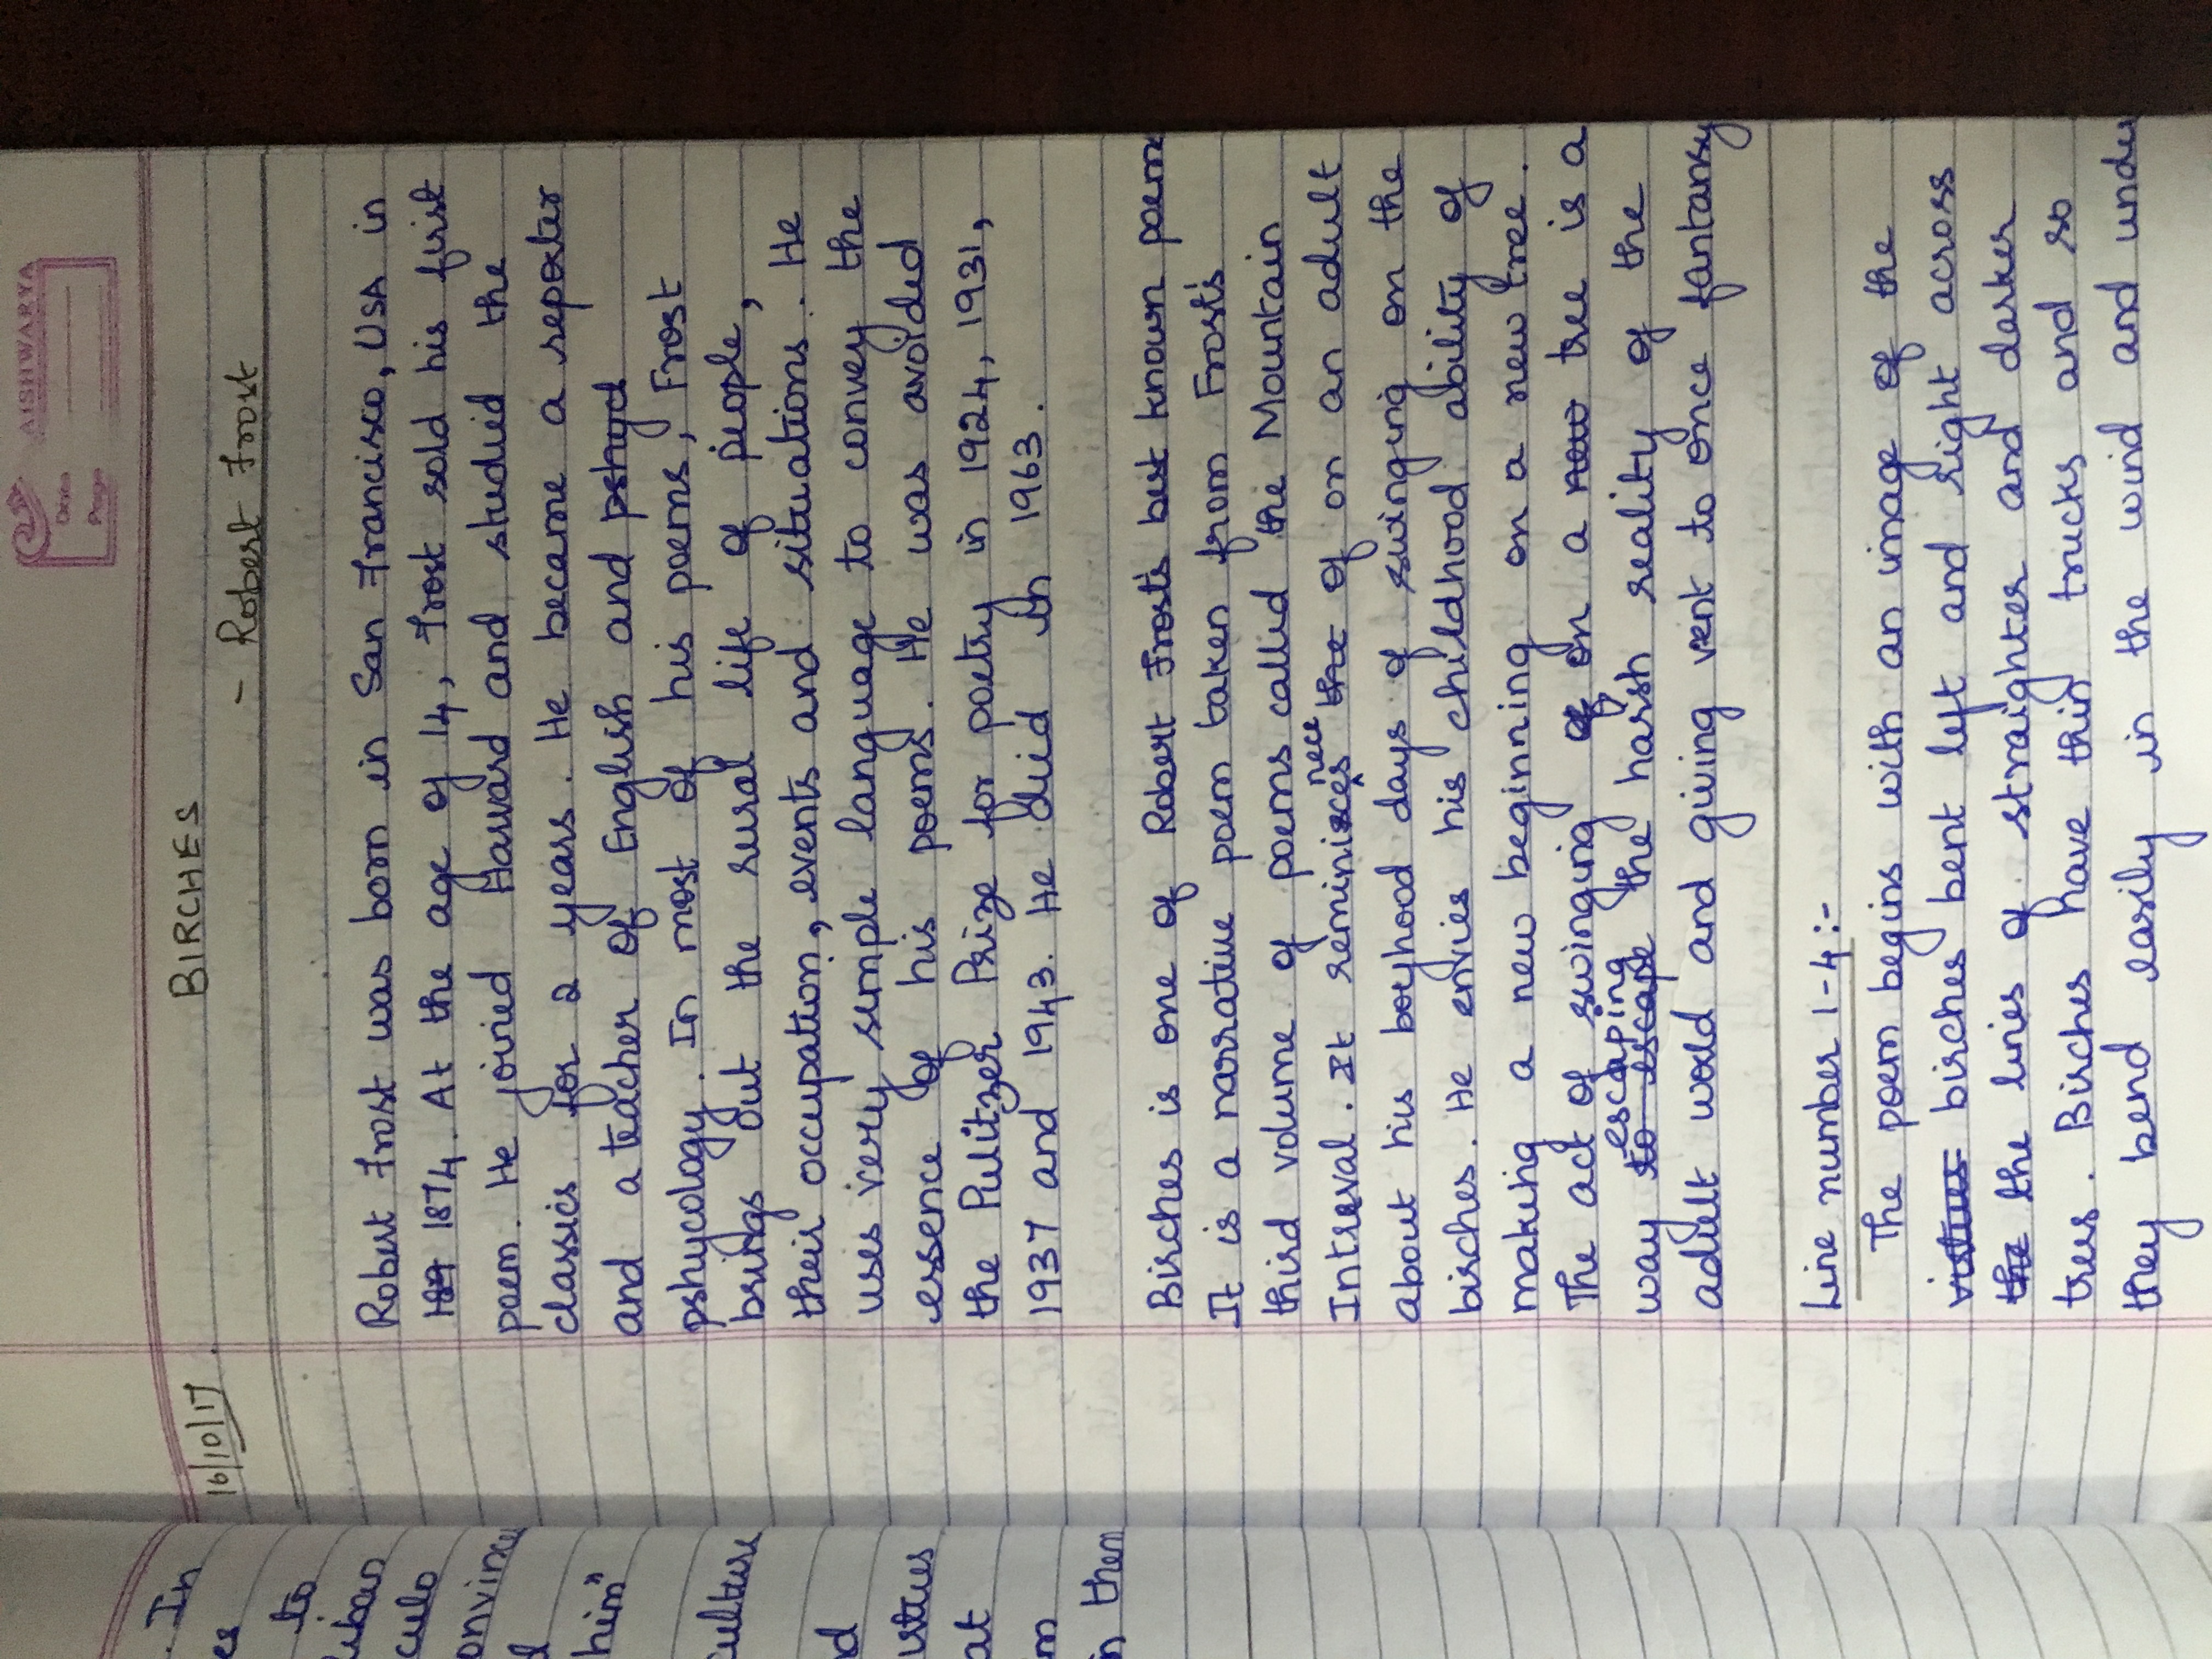 . In
es
to
liban
culo
onvince
d
him"
culture
nd
istues
at
m
n them
AISHWARYA
Date
Page
16/10/17
BIRCHES
- Robert Frost
Robert Frost was born in San Francisco, USA in
189 1874. At the age of 14, Frost sold his first
poem. He joined Harvard and studied the
classics for 2 years. He became a reporter
and a teacher of English and pshycl
pshycology. In most of his poems, Frost
brings out the rural life of people,
their occupation, events and situations. He
uses very simple language to convey the
essence of his poems. He was avorded
the Pulitzer Prize for poetry in 1924, 1931,
1937 and 1943. He died in 1963.
Birches is one of Robert Frost's best known poem
It is a narrative poem taken from Frost's
third volume of poems called the Mountain
Intreval. It reminisces nece the of on an adult
about his boyhood days of swinging on the
birches. He envies his childhood ability of
making a new beginning on a new tree.
The act of swinging of on a new tree is a
escaping
way to escape the harsh reality of the
adult world and giving vent to once fantansy
Line number 1-4:-
The poem begins with an image of the
birches bent left and right across
the the lines of straighter and darker
trees. Birches have thin trucks and so
they bend easily in the wind and unde